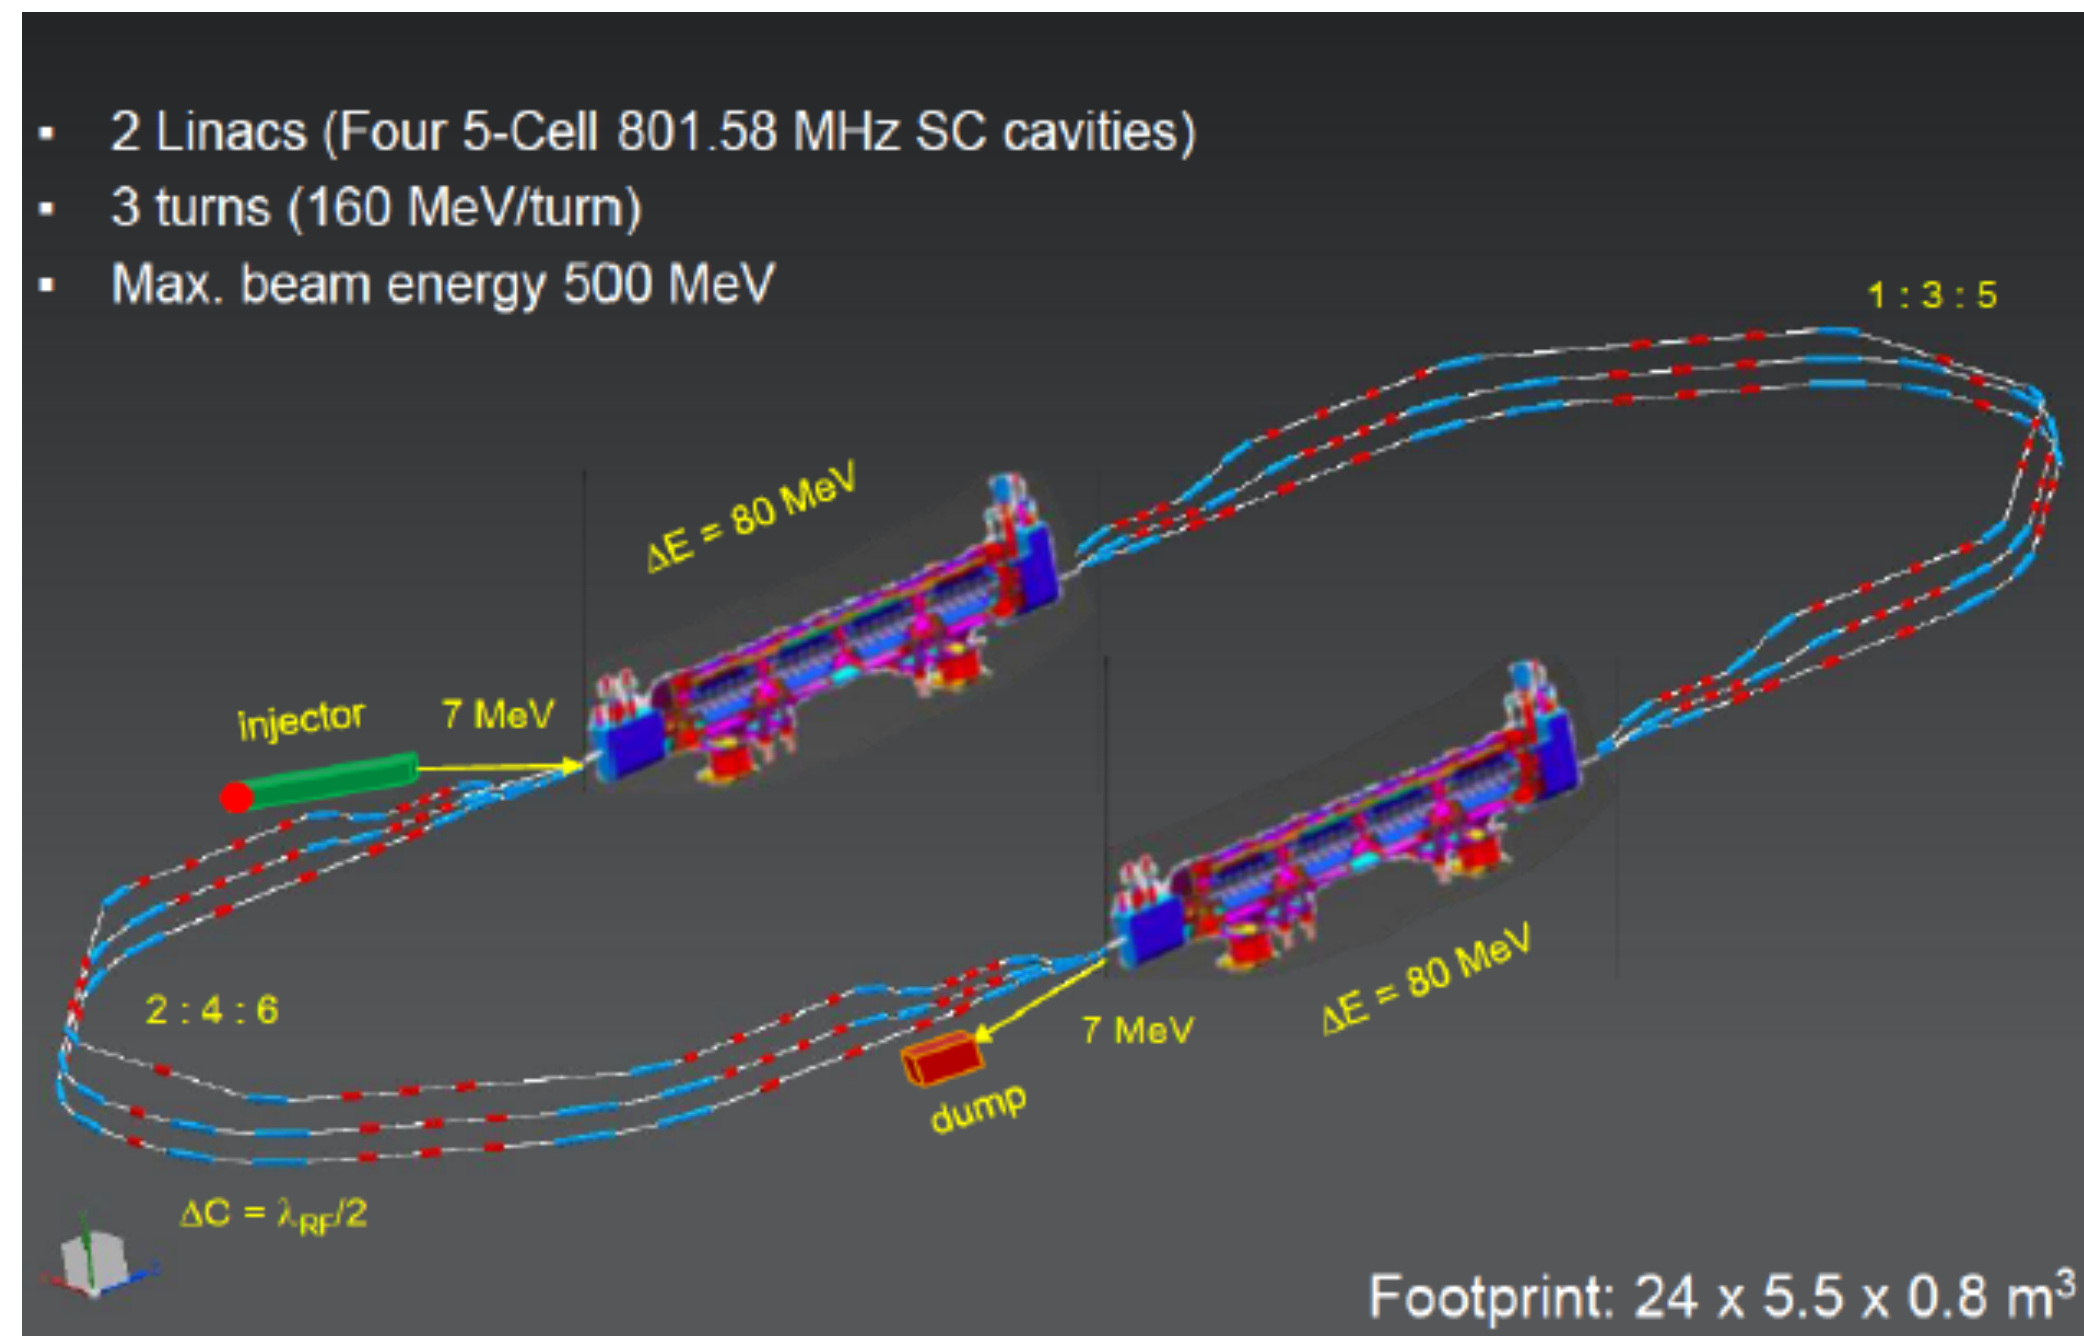 ▪ 2 Linacs (Four 5-Cell 801.58 MHz SC cavities)
▪ 3 turns (160 MeV/turn)
▪ Max. beam energy 500 MeV
1 : 3 : 5
ΔE = 80 MeV
injector
7 MeV
2 : 4 : 6
7 MeV
ΔE = 80 MeV
dump
ΔC = λRF/2
Footprint: 24 x 5.5 x 0.8 m³